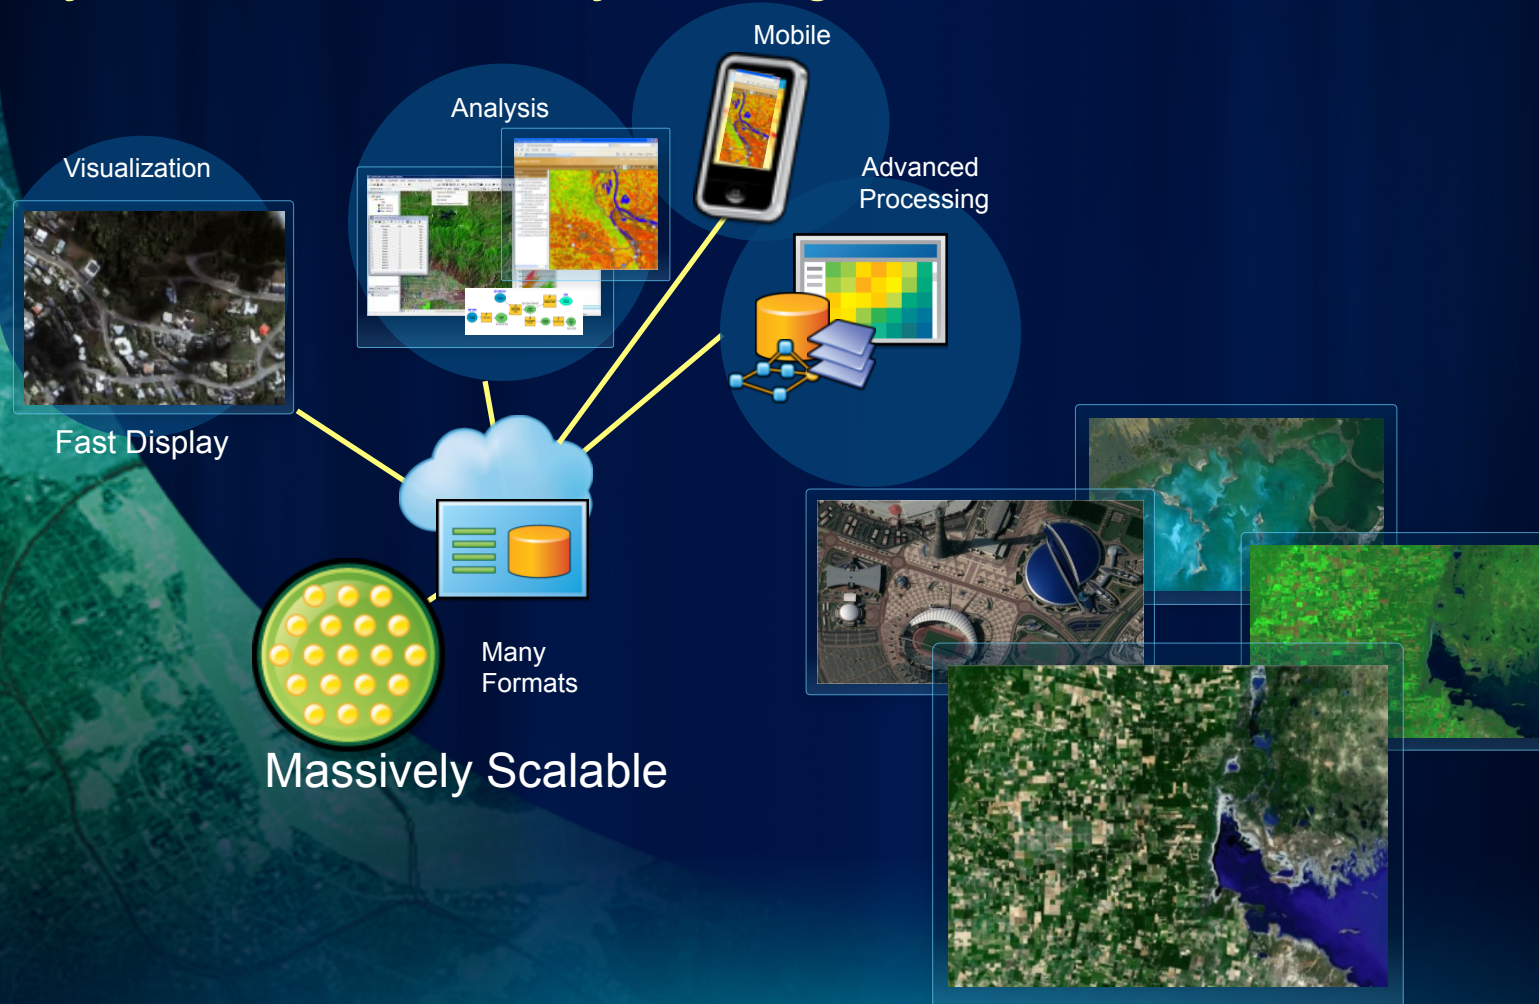 Mobile
Analysis
Visualization
Advanced
Processing
Fast Display
Many
Formats
Massively Scalable